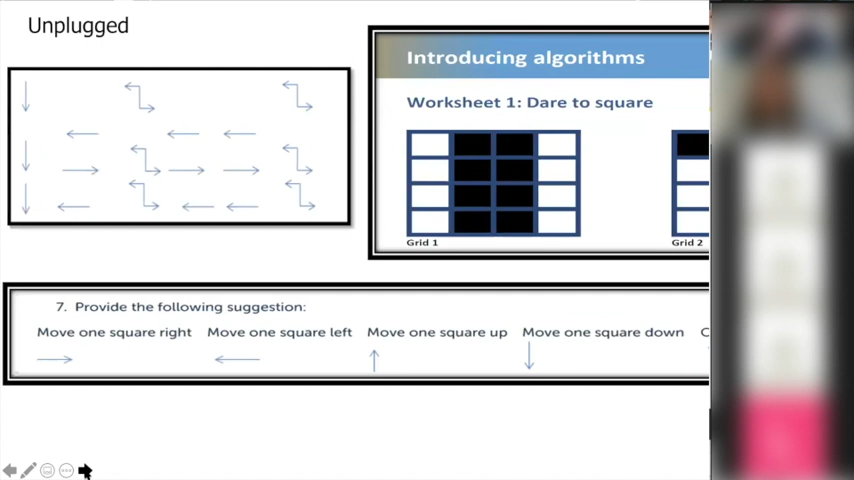 Unplugged
Introducing algorithms
Worksheet 1: Dare to square
Grid 1
Grid 2
7. Provide the following suggestion:
Move one square right
Move one square left
Move one square up
Move one square down
C